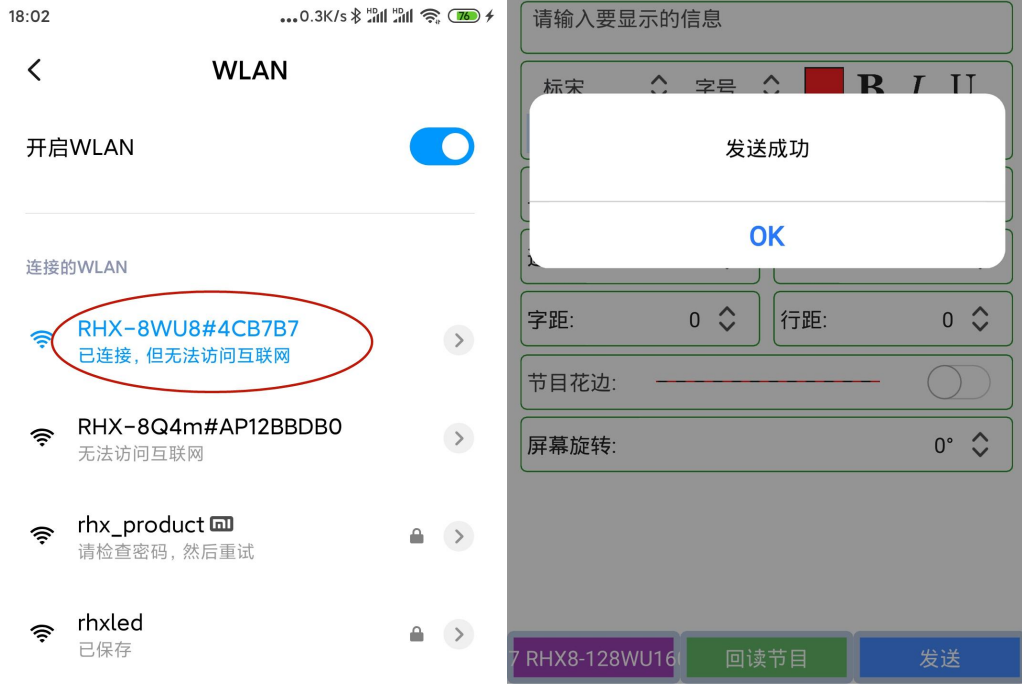 18:02
...0.3K/s HD HD 76
WLAN
开启WLAN
连接的WLAN
RHX-8WU8#4CB7B7
已连接，但无法访问互联网
RHX-8Q4m#AP12BBDB0
无法访问互联网
rhx_product
请检查密码，然后重试
rhxled
已保存
请输入要显示的信息
标宋 字号 B I U
发送成功
OK
字距: 0
行距: 0
节目花边:
屏幕旋转: 0°
7 RHX8-128WU16
回读节目
发送